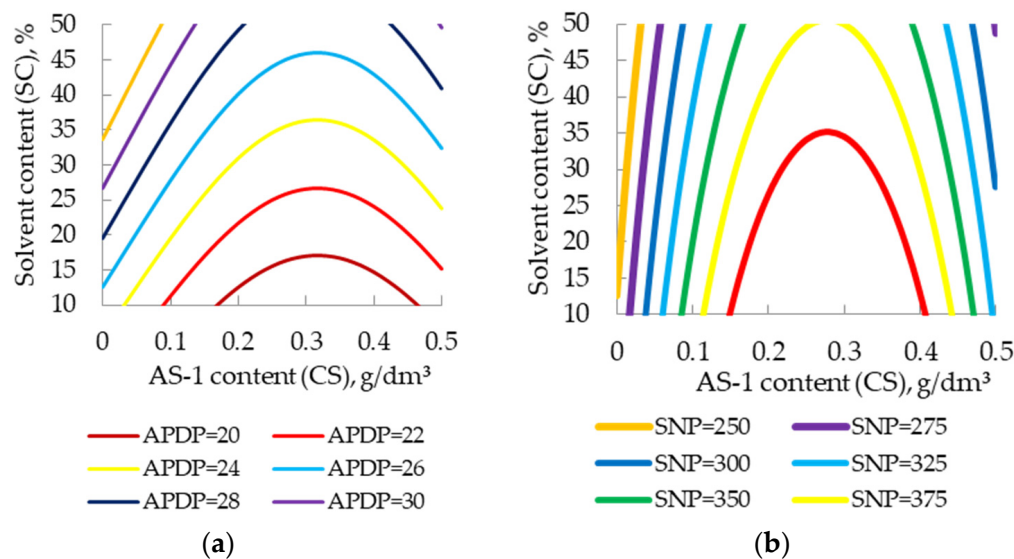 Solvent content (SC), %
50
45
40
35
30
25
20
15
10
0 0.1 0.2 0.3 0.4 0.5
AS-1 content (CS), g/dm³
APDP=20 APDP=22
APDP=24 APDP=26
APDP=28 APDP=30
(a)
Solvent content (SC), %
50
45
40
35
30
25
20
15
10
0 0.1 0.2 0.3 0.4 0.5
AS-1 content (CS), g/dm³
SNP=250 SNP=275
SNP=300 SNP=325
SNP=350 SNP=375
(b)